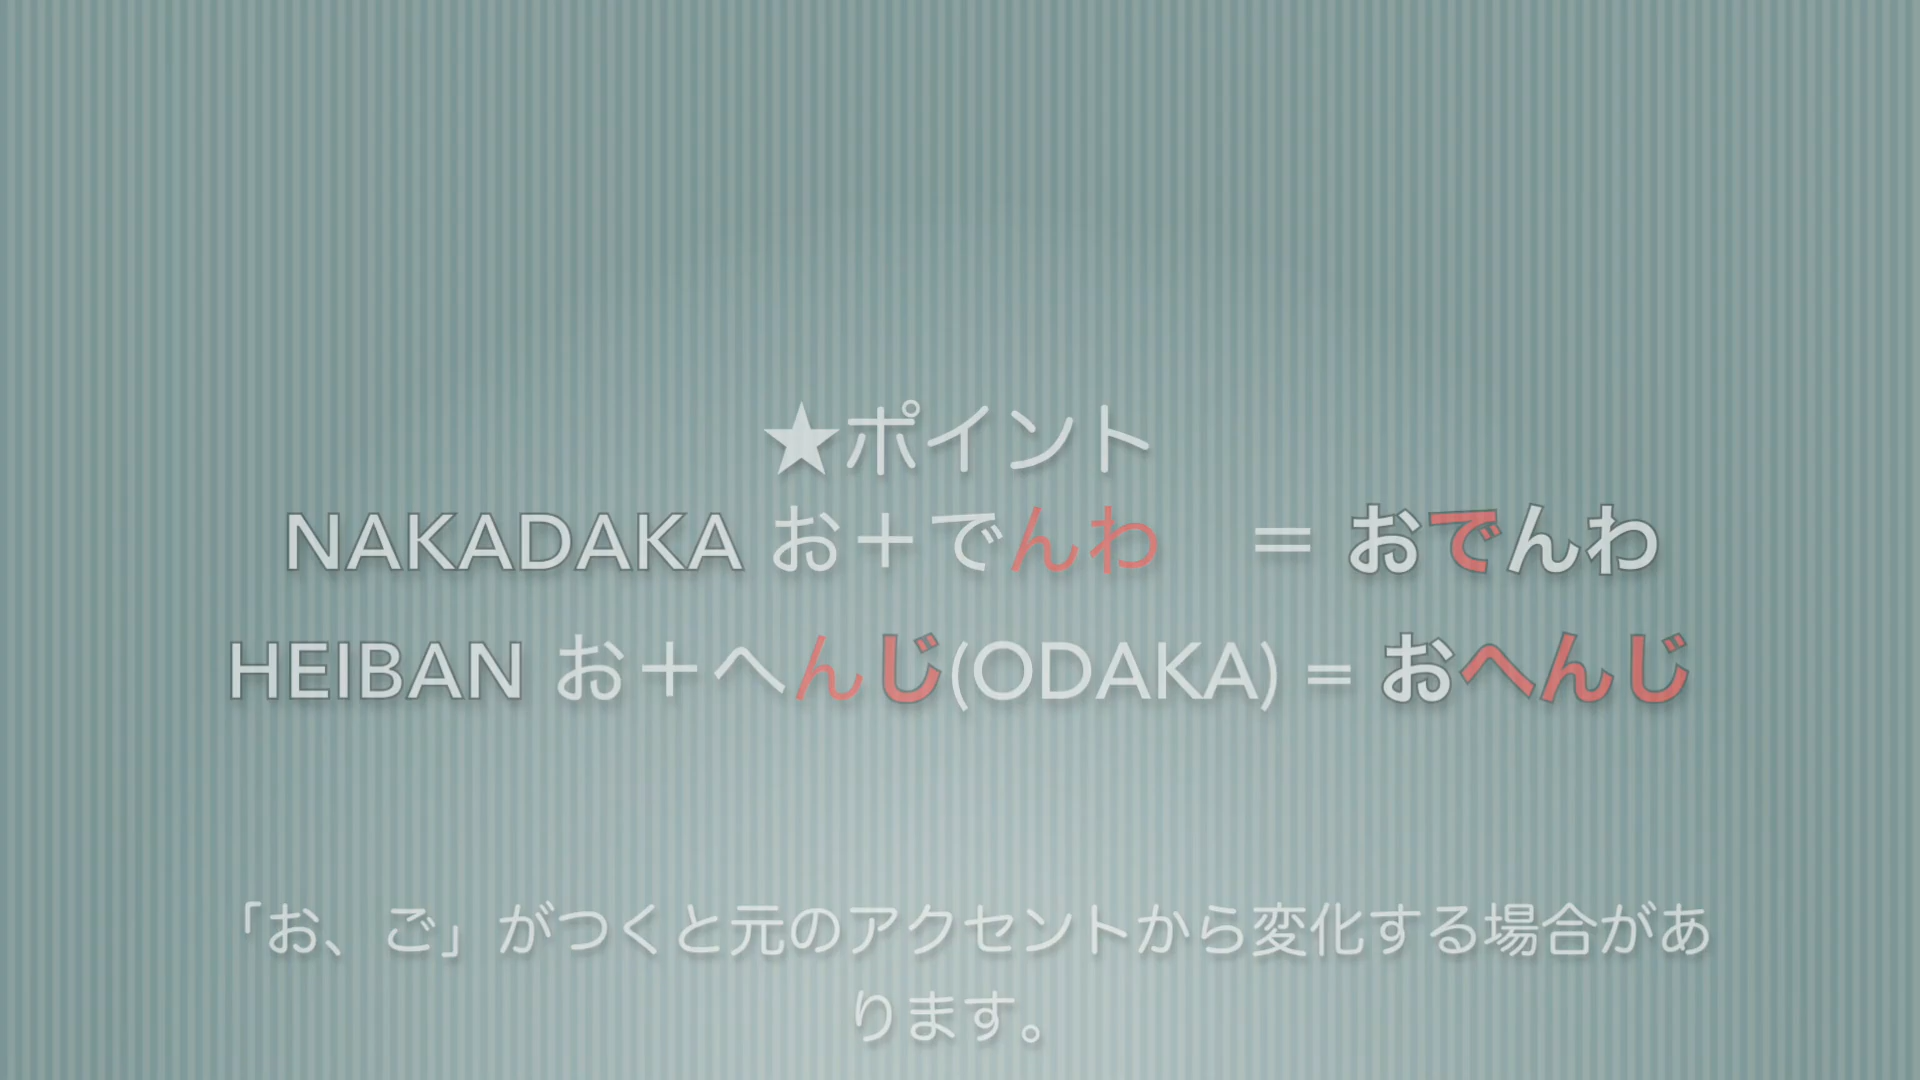 ★ポイント
NAKADAKA お＋でんわ　＝ おでんわ
HEIBAN お＋へんじ(ODAKA) = おへんじ
「お、ご」がつくと元のアクセントから変化する場合があ
ります。